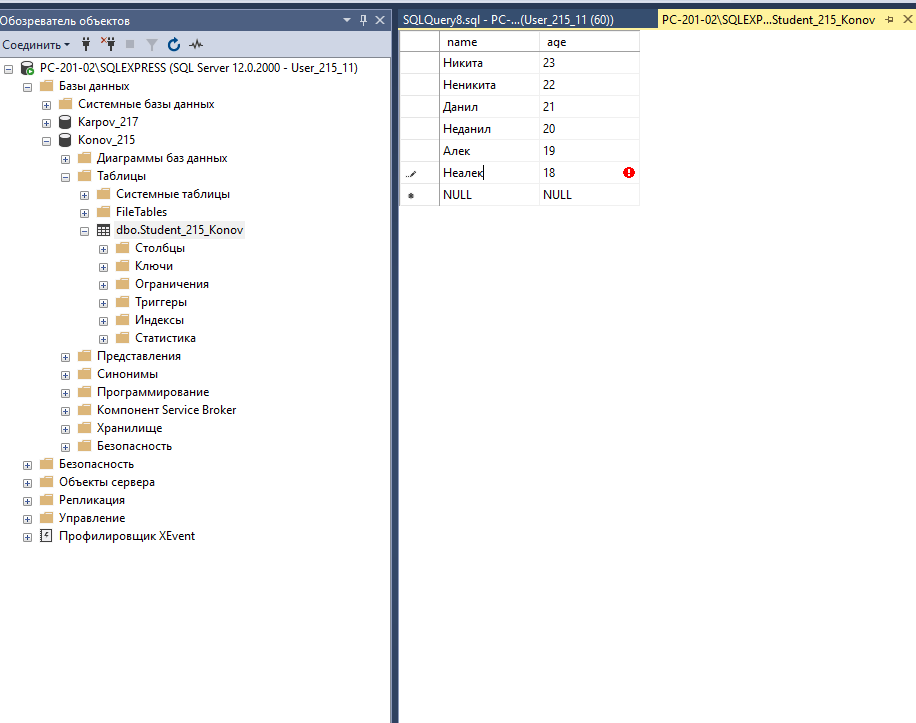 Обозреватель объектов
Соединить
PC-201-02\SQLEXPRESS (SQL Server 12.0.2000 - User_215_11)
Базы данных
Системные базы данных
Karpov_217
Konov_215
Диаграммы баз данных
Таблицы
Системные таблицы
FileTables
dbo.Student_215_Konov
Столбцы
Ключи
Ограничения
Триггеры
Индексы
Статистика
Представления
Синонимы
Программирование
Компонент Service Broker
Хранилище
Безопасность
Безопасность
Объекты сервера
Репликация
Управление
Профилировщик XEvent
SQLQuery8.sql - PC-...(User_215_11 (60))
PC-201-02\SQLEXP...Student_215_Konov
name age
Никита 23
Неникита 22
Данил 21
Неданил 20
Алек 19
Неалек 18
NULL NULL